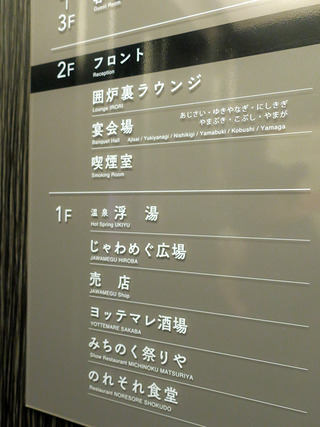 3F
Guest Room
2F フロント
Reception
囲炉裏ラウンジ
Lounge IRORI
宴会場 あじさい・ゆきやなぎ・にしきぎ
やまぶき・こぶし・やまが
Banquet Hall Ajisai / Yukiyanagi / Nishikigi / Yamabuki / Kobushi / Yamaga
喫煙室
Smoking Room
1F 温泉 浮 湯
Hot Spring UKIYU
じゃわめぐ広場
JAWAMEGU HIROBA
売 店
JAWAMEGU Shop
ヨッテマレ酒場
YOTTEMARE SAKABA
みちのく祭りや
Show Restaurant MICHINOKU MATSURIYA
のれそれ食堂
Restaurant NORESORE SHOKUDO